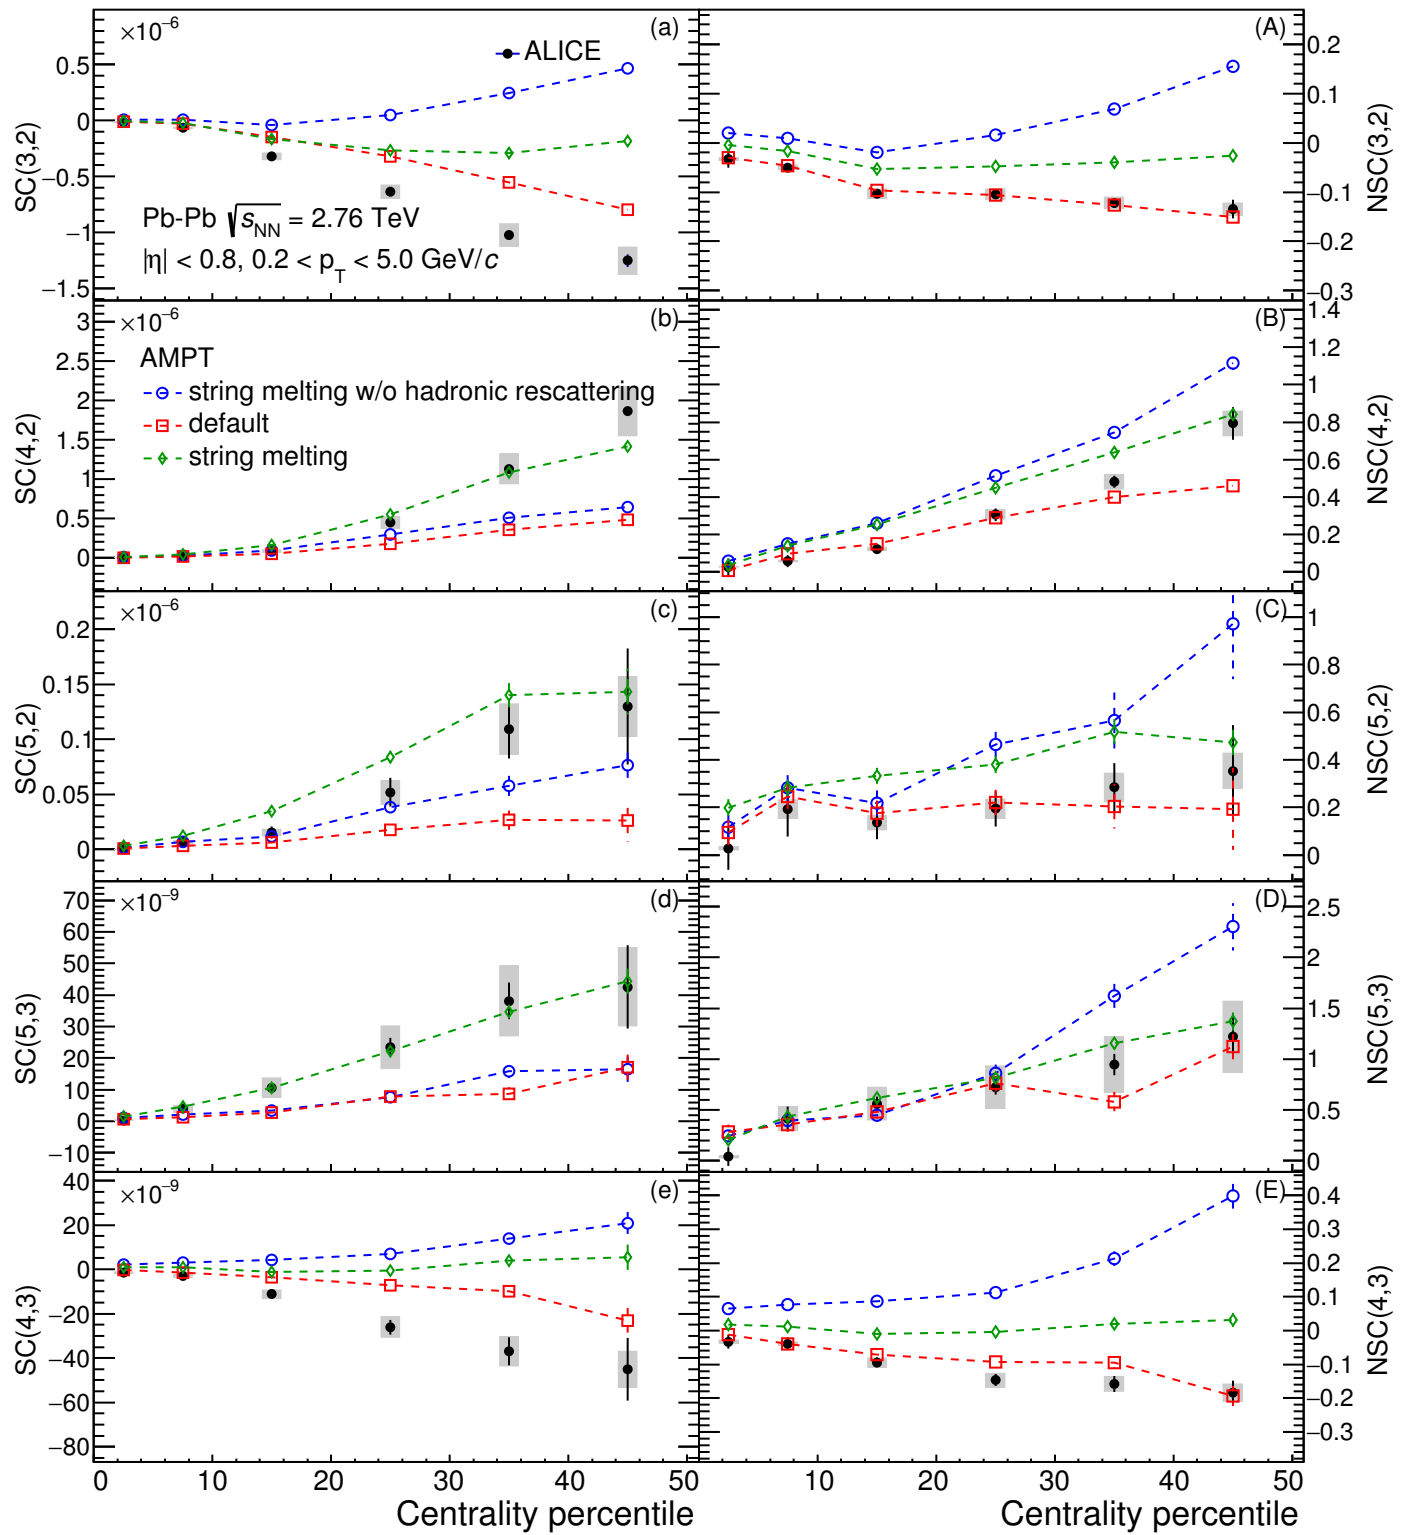 ×10⁻⁶
(a)
ALICE
0.5
0
−0.5
−1
−1.5
SC(3,2)
Pb-Pb √s_NN = 2.76 TeV
|η| < 0.8, 0.2 < p_T < 5.0 GeV/c
(A)
0.2
0.1
0
−0.1
−0.2
−0.3
NSC(3,2)
×10⁻⁶
(b)
3
2.5
2
1.5
1
0.5
0
SC(4,2)
AMPT
string melting w/o hadronic rescattering
default
string melting
(B)
1.4
1.2
1
0.8
0.6
0.4
0.2
0
NSC(4,2)
×10⁻⁶
(c)
0.2
0.15
0.1
0.05
0
SC(5,2)
(C)
1
0.8
0.6
0.4
0.2
0
NSC(5,2)
×10⁻⁹
(d)
70
60
50
40
30
20
10
0
−10
SC(5,3)
(D)
2.5
2
1.5
1
0.5
0
NSC(5,3)
×10⁻⁹
(e)
40
20
0
−20
−40
−60
−80
SC(4,3)
(E)
0.4
0.3
0.2
0.1
0
−0.1
−0.2
−0.3
NSC(4,3)
0 10 20 30 40 50
Centrality percentile
10 20 30 40 50
Centrality percentile